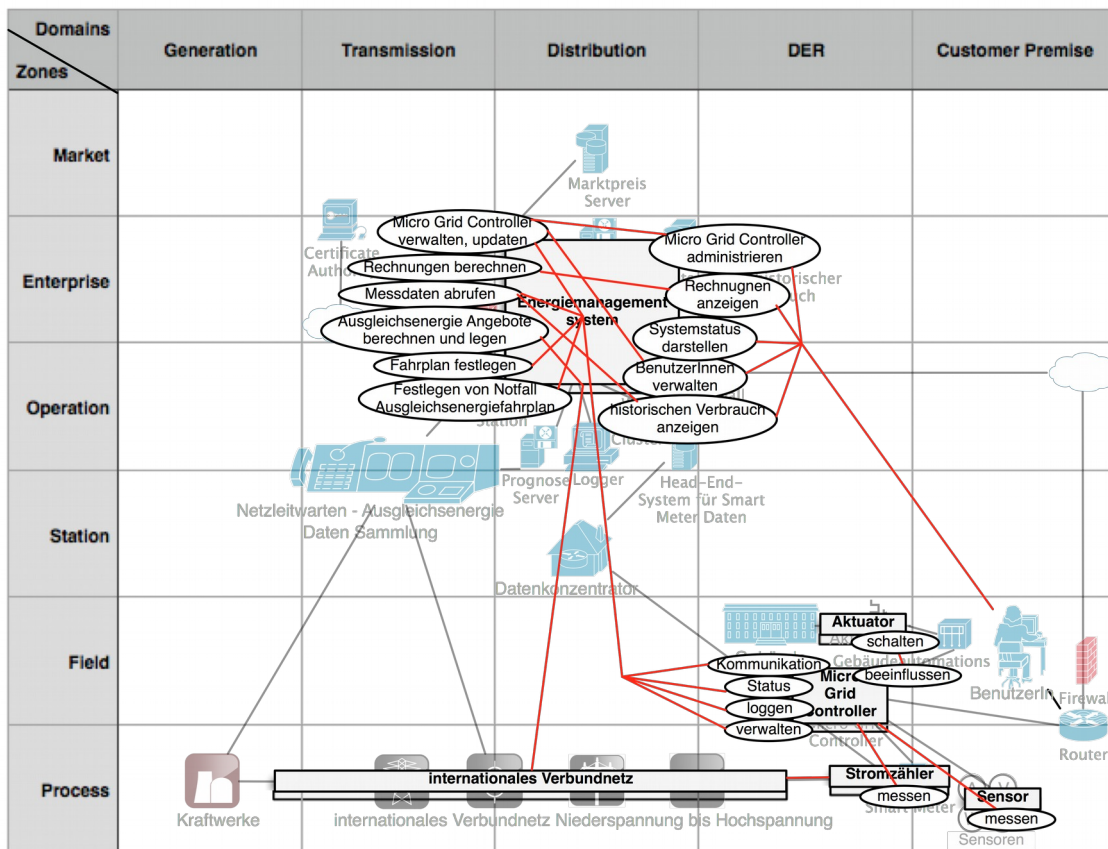 Domains
Zones
Generation
Transmission
Distribution
DER
Customer Premise
Market
Marktpreis
Server
Enterprise
Certificate
Micro Grid Controller
verwalten, updaten
Rechnungen berechnen
Messdaten abrufen
Ausgleichsenergie Angebote
berechnen und legen
Fahrplan festlegen
Festlegen von Notfall
Ausgleichsenergiefahrplan
Energiemanagement
system
Micro Grid Controller
administrieren
Rechnugnen
anzeigen
Systemstatus
darstellen
BenutzerInnen
verwalten
historischen Verbrauch
anzeigen
Operation
Station
Prognose
Server
Logger
Head-End-
System für Smart
Meter Daten
Netzleitwarten - Ausgleichsenergie
Daten Sammlung
Station
Datenkonzentrator
Field
Aktuator
schalten
beeinflussen
Kommunikation
Status
loggen
verwalten
Micro
Grid
Controller
Controller
BenutzerIn
Firewall
Router
Process
Kraftwerke
internationales Verbundnetz
internationales Verbundnetz Niederspannung bis Hochspannung
Stromzähler
messen
Smart Meter
Sensor
messen
Sensoren